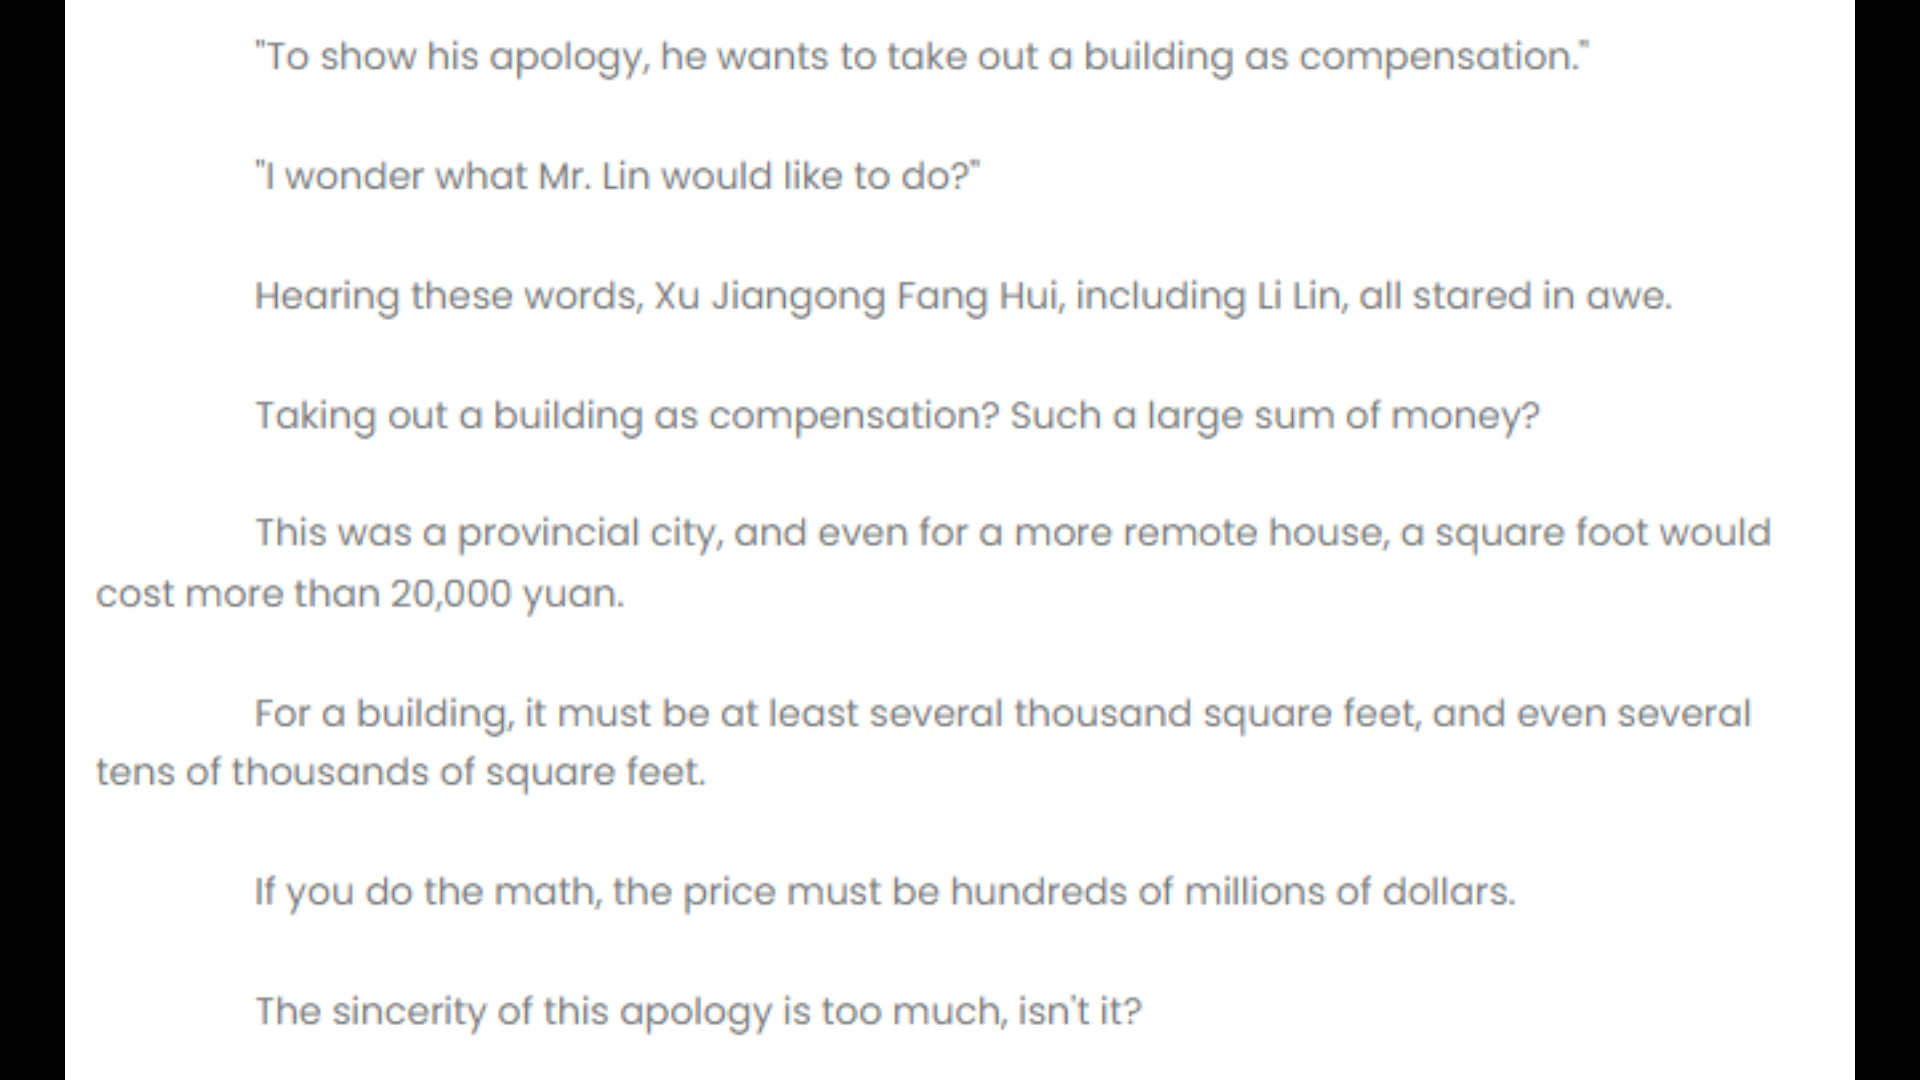 "To show his apology, he wants to take out a building as compensation."
"I wonder what Mr. Lin would like to do?"
Hearing these words, Xu Jiangong Fang Hui, including Li Lin, all stared in awe.
Taking out a building as compensation? Such a large sum of money?
This was a provincial city, and even for a more remote house, a square foot would
cost more than 20,000 yuan.
For a building, it must be at least several thousand square feet, and even several
tens of thousands of square feet.
If you do the math, the price must be hundreds of millions of dollars.
The sincerity of this apology is too much, isn't it?